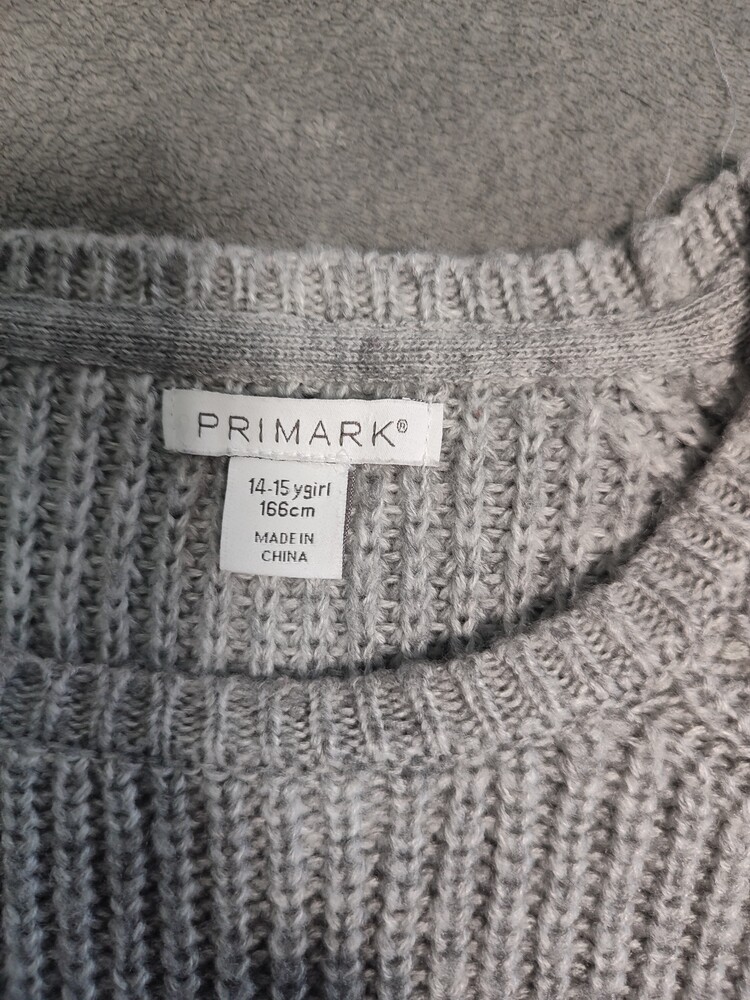 PRIMARK®
14-15 ygirl
166cm
MADE IN
CHINA